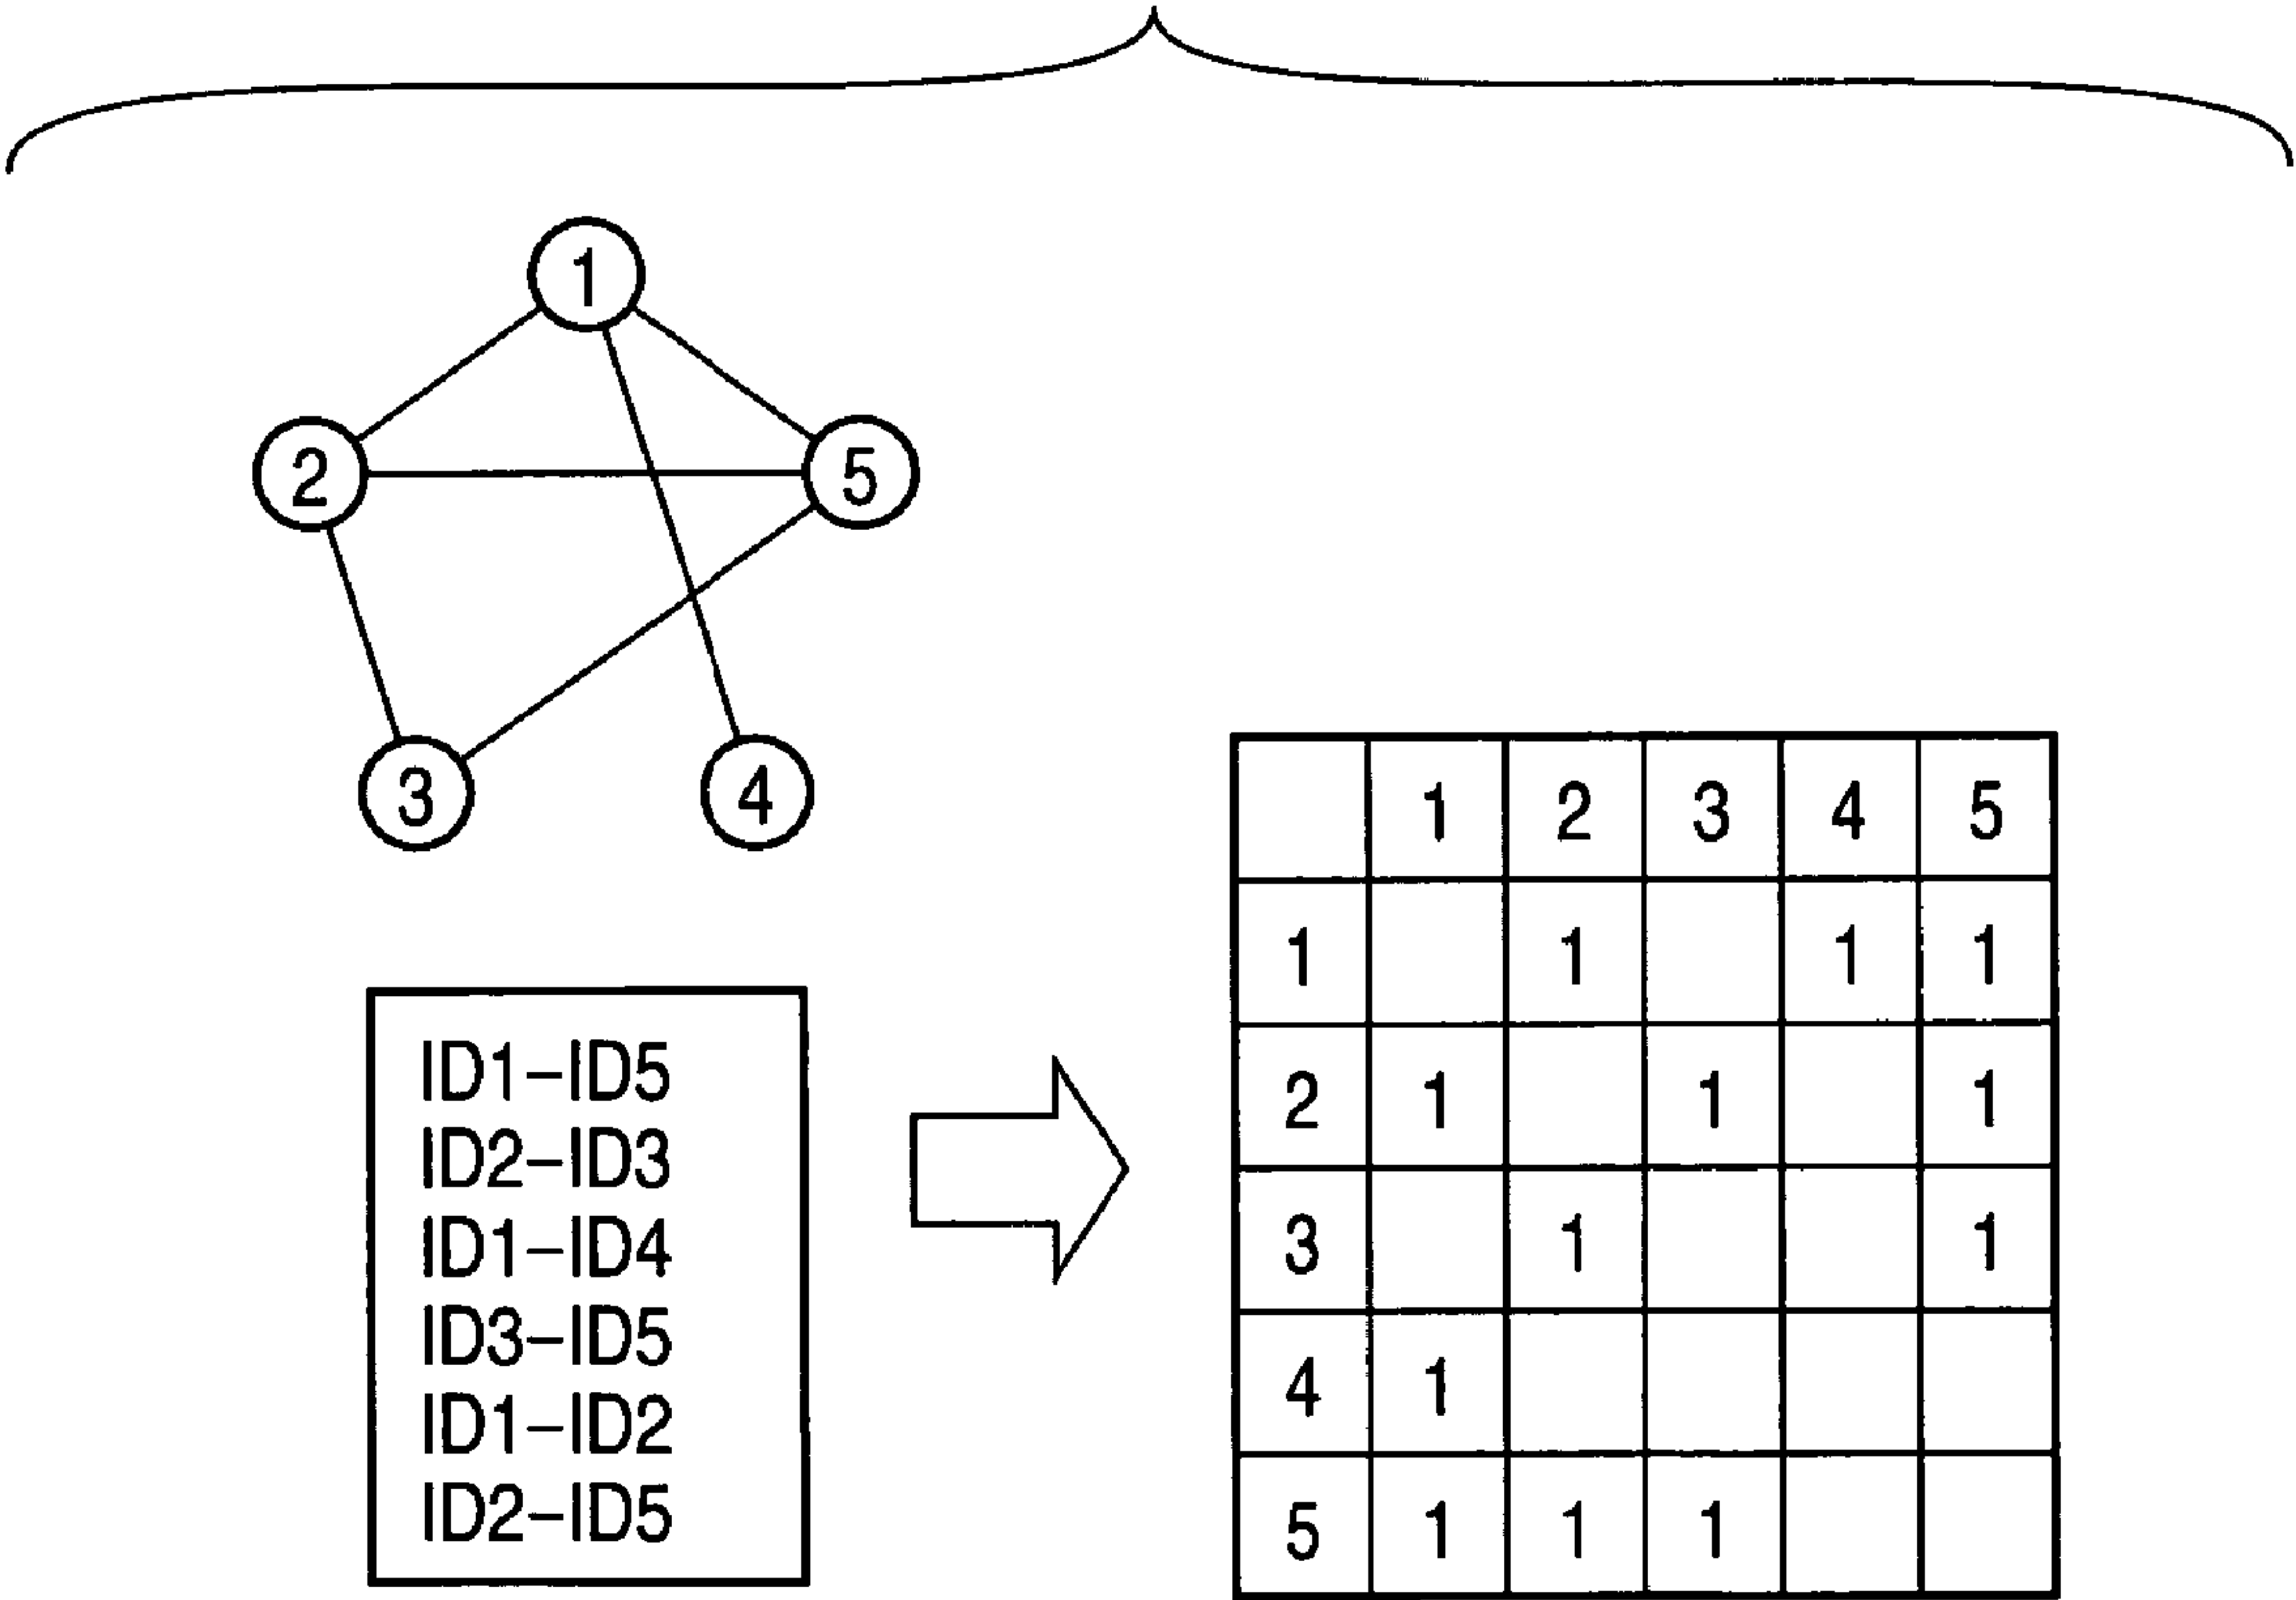 1
2 5
3 4
ID1–ID5
ID2–ID3
ID1–ID4
ID3–ID5
ID1–ID2
ID2–ID5
1 2 3 4 5
1 1 1 1
2 1 1 1
3 1 1
4 1
5 1 1 1